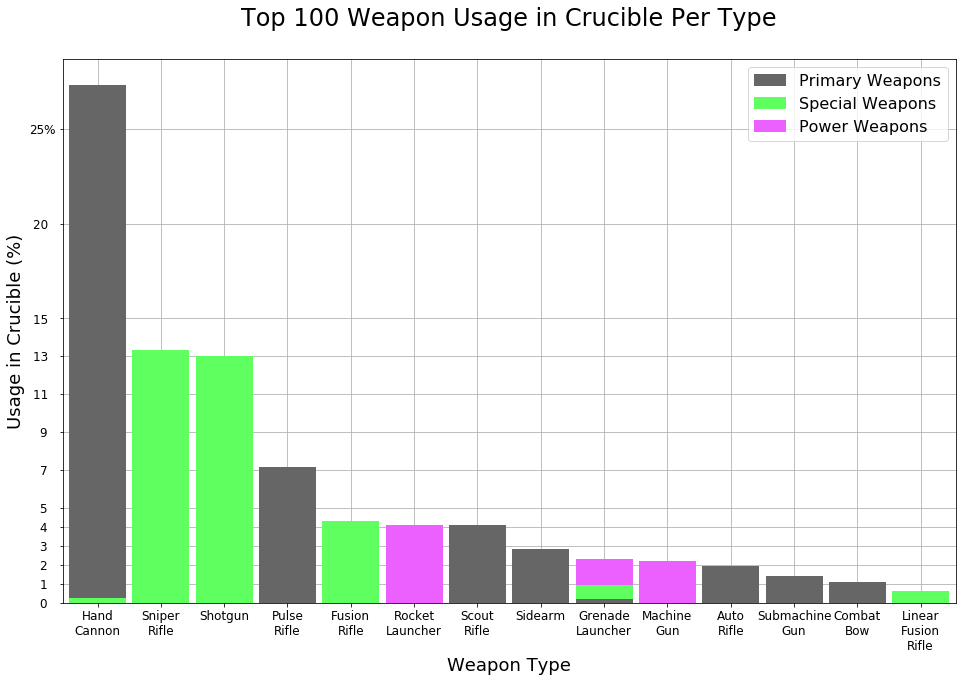 Top 100 Weapon Usage in Crucible Per Type
Primary Weapons
Special Weapons
Power Weapons
Usage in Crucible (%)
25%
20
15
13
11
9
7
5
4
3
2
1
0
Hand
Cannon
Sniper
Rifle
Shotgun
Pulse
Rifle
Fusion
Rifle
Rocket
Launcher
Scout
Rifle
Sidearm
Grenade
Launcher
Machine
Gun
Auto
Rifle
Submachine
Gun
Combat
Bow
Linear
Fusion
Rifle
Weapon Type